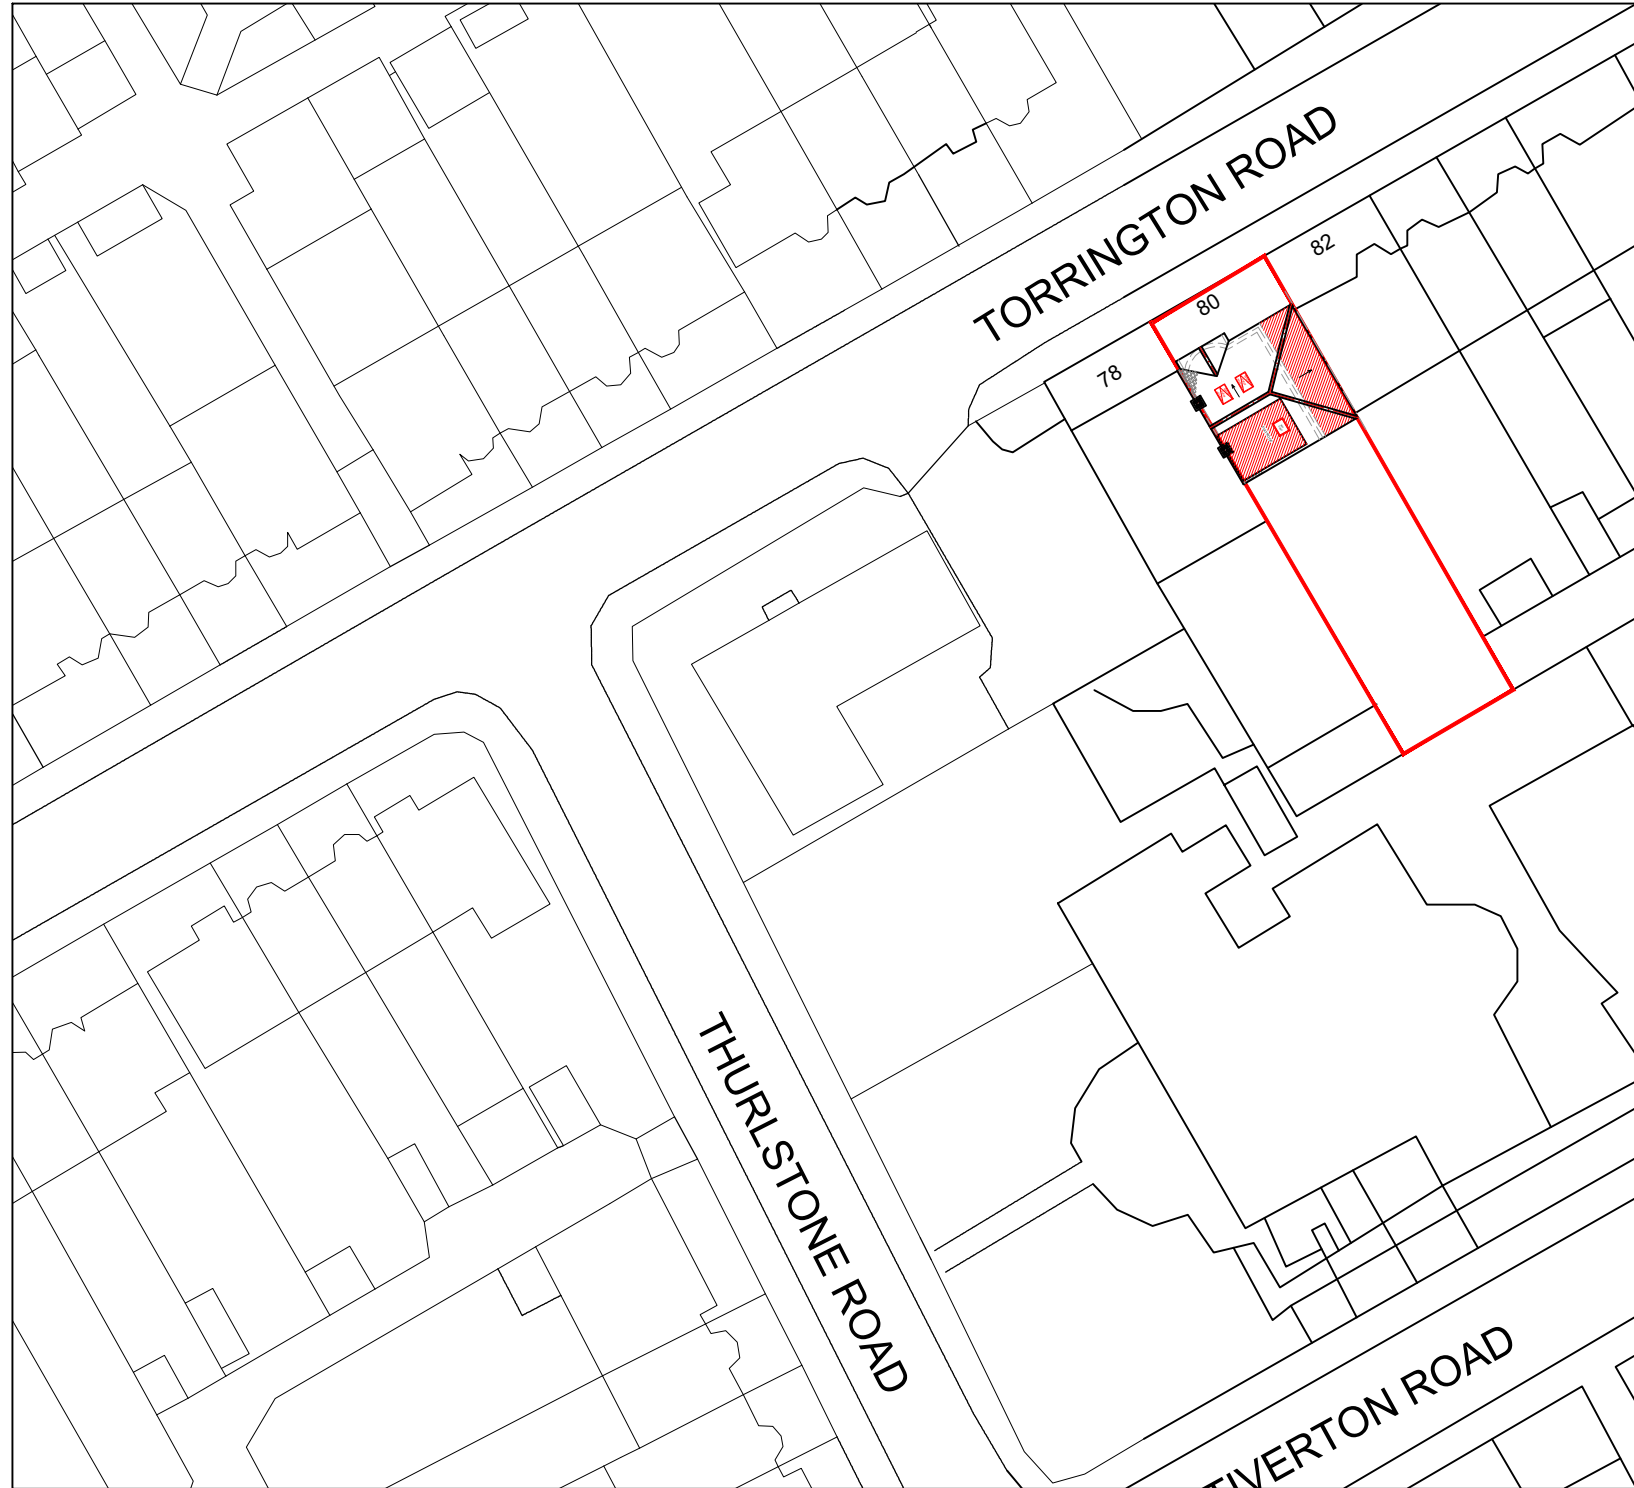 TORRINGTON ROAD
82
80
78
THURLSTONE ROAD
TIVERTON ROAD